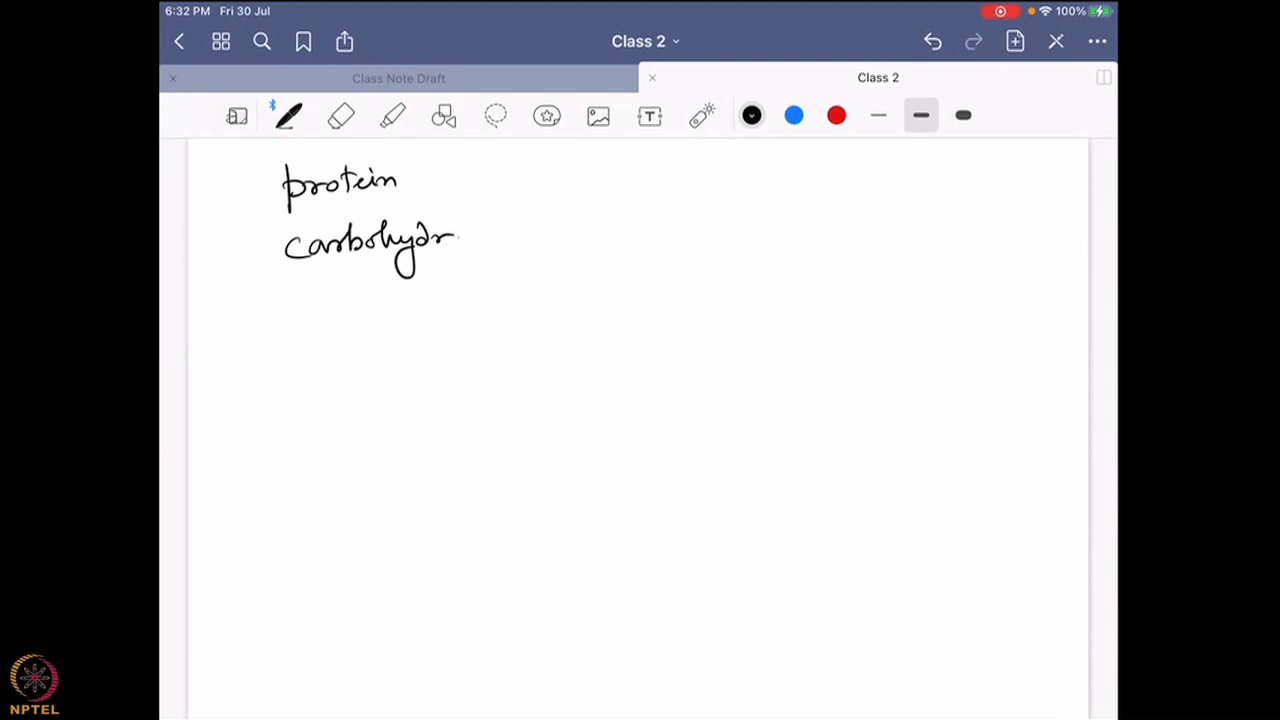 6:32 PM Fri 30 Jul
100%
Class 2
Class Note Draft
Class 2
T
protein
carbohydr
NPTEL